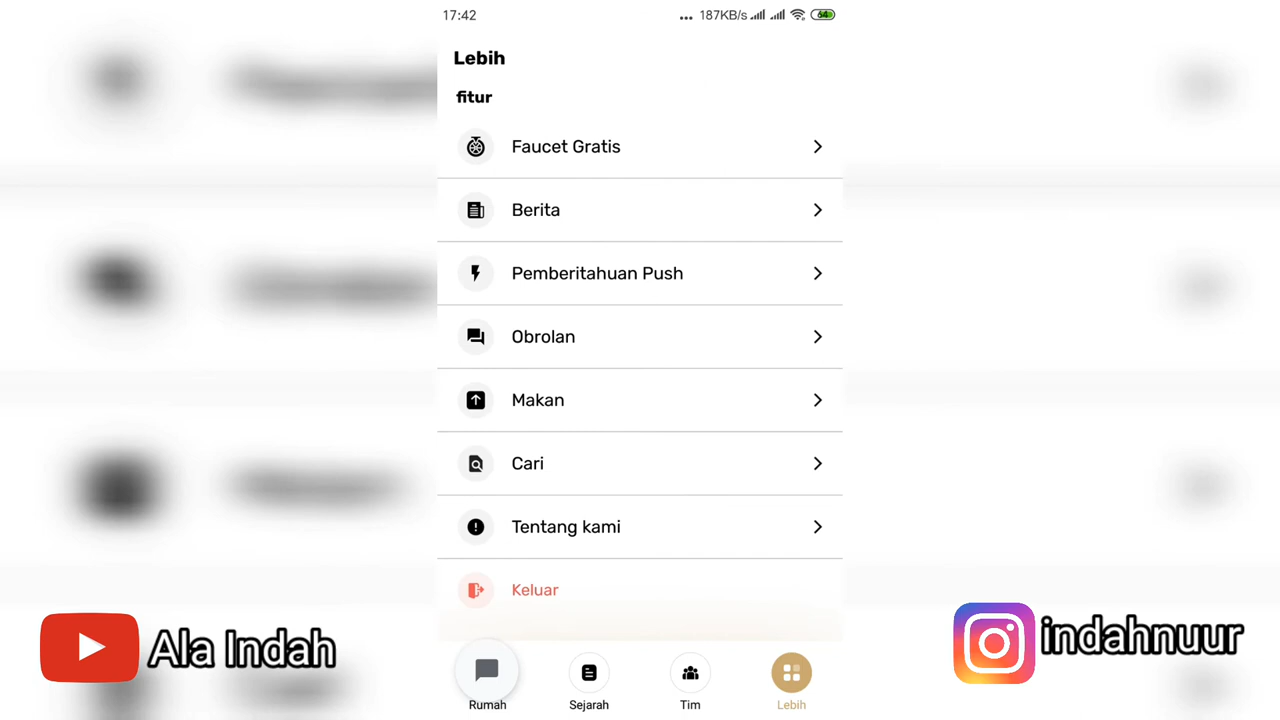 17:42
187KB/s
64
Lebih
fitur
Faucet Gratis
Berita
Pemberitahuan Push
Obrolan
Makan
Cari
Tentang kami
Keluar
Ala Indah
indahnuur
Rumah
Sejarah
Tim
Lebih